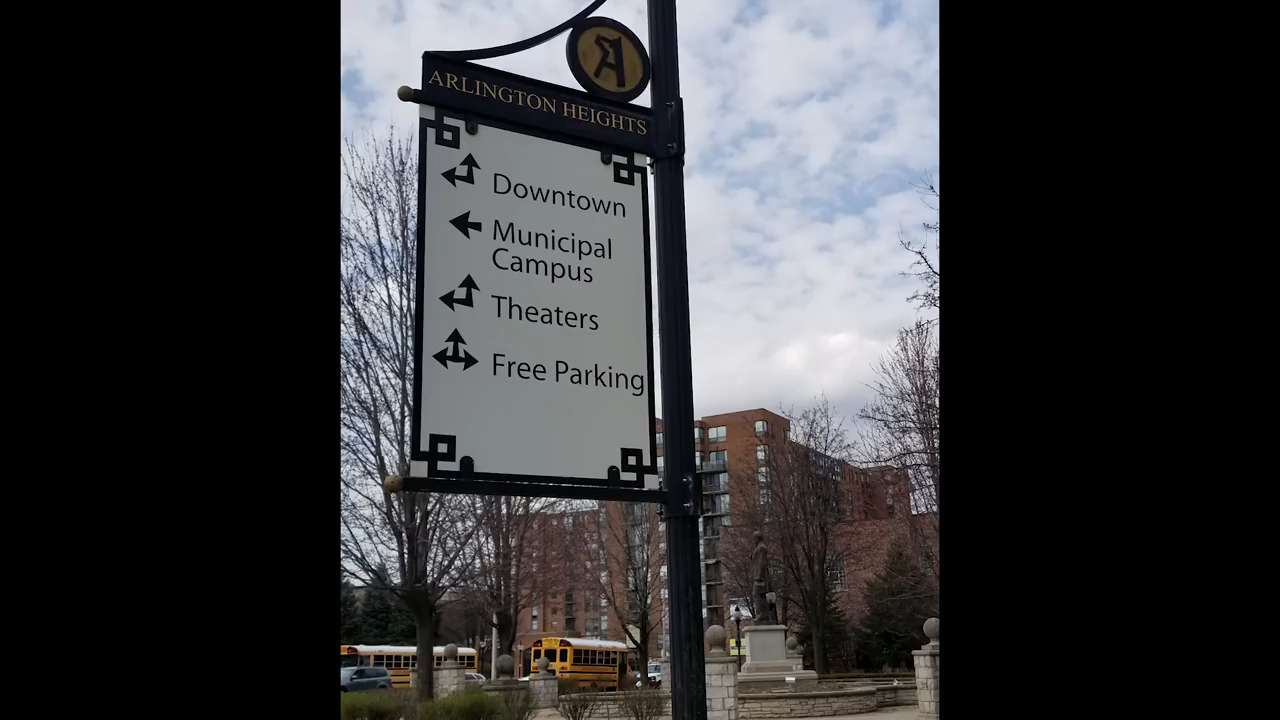 A
ARLINGTON HEIGHTS
Downtown
Municipal
Campus
Theaters
Free Parking